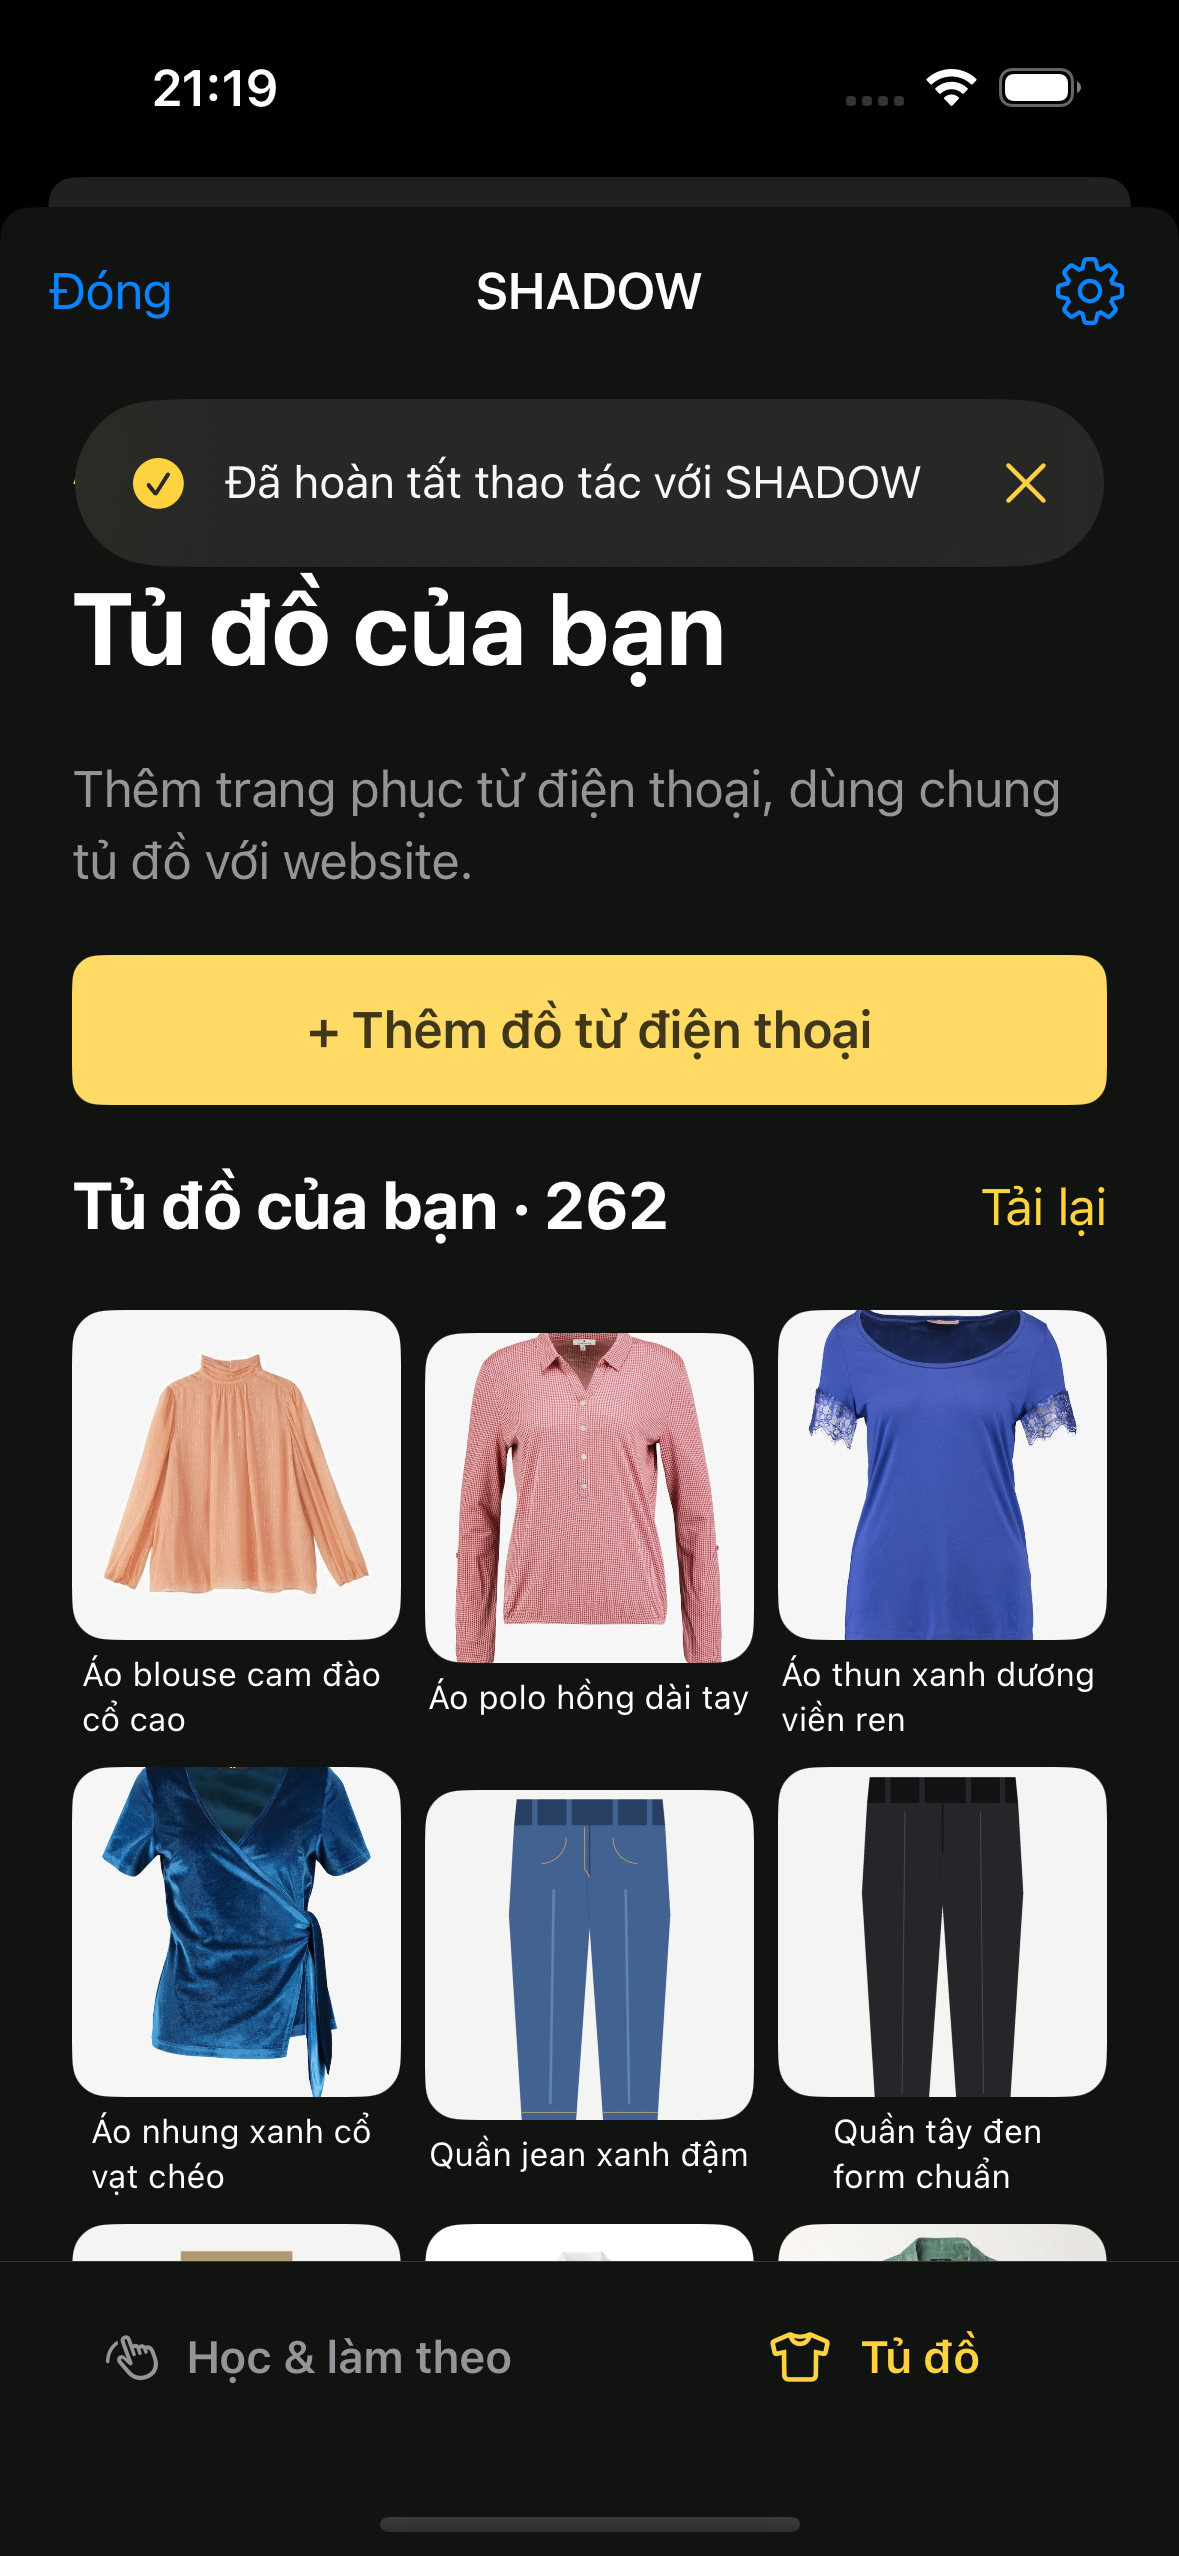 21:19
Đóng
SHADOW
Đã hoàn tất thao tác với SHADOW
Tủ đồ của bạn
Thêm trang phục từ điện thoại, dùng chung
tủ đồ với website.
+ Thêm đồ từ điện thoại
Tủ đồ của bạn · 262
Tải lại
Áo blouse cam đào
cổ cao
Áo polo hồng dài tay
Áo thun xanh dương
viền ren
Áo nhung xanh cổ
vạt chéo
Quần jean xanh đậm
Quần tây đen
form chuẩn
Học & làm theo
Tủ đồ